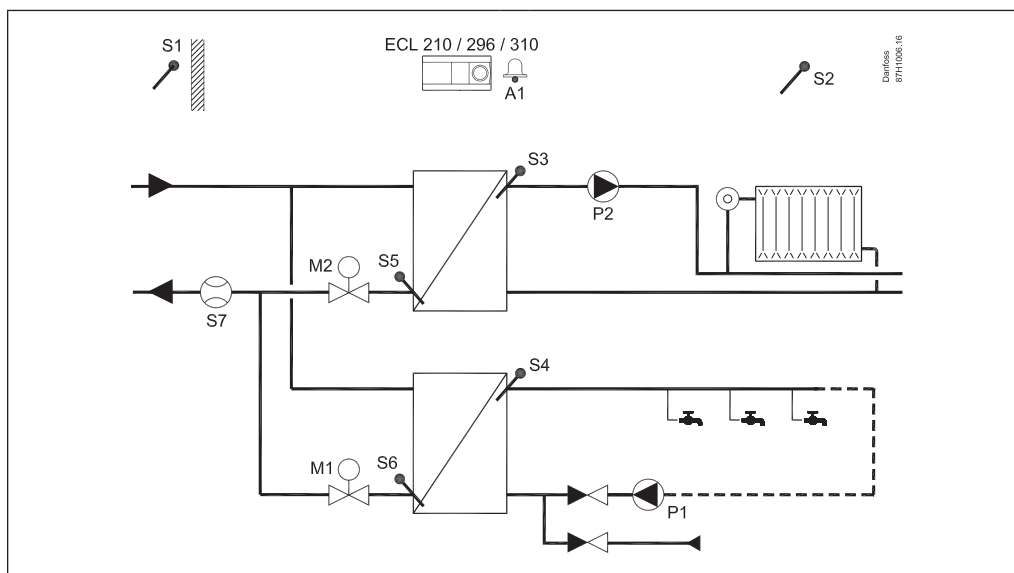 S1
ECL 210 / 296 / 310
A1
S2
Danfoss
87H1006.16
S3
P2
M2
S5
S7
S4
M1
S6
P1